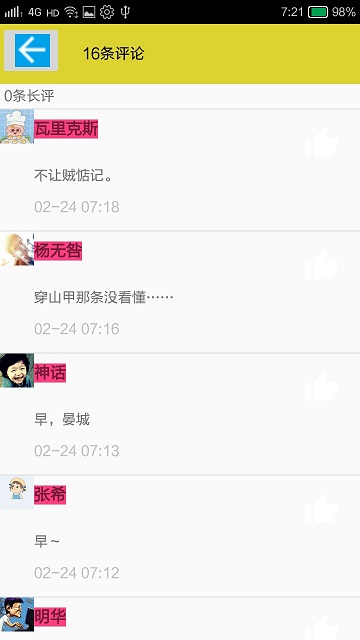 4G HD 7:21 98%
16条评论
0条长评
瓦里克斯
不让贼惦记。
02-24 07:18
杨无咎
穿山甲那条没看懂……
02-24 07:16
神话
早，晏城
02-24 07:13
张希
早～
02-24 07:12
明华